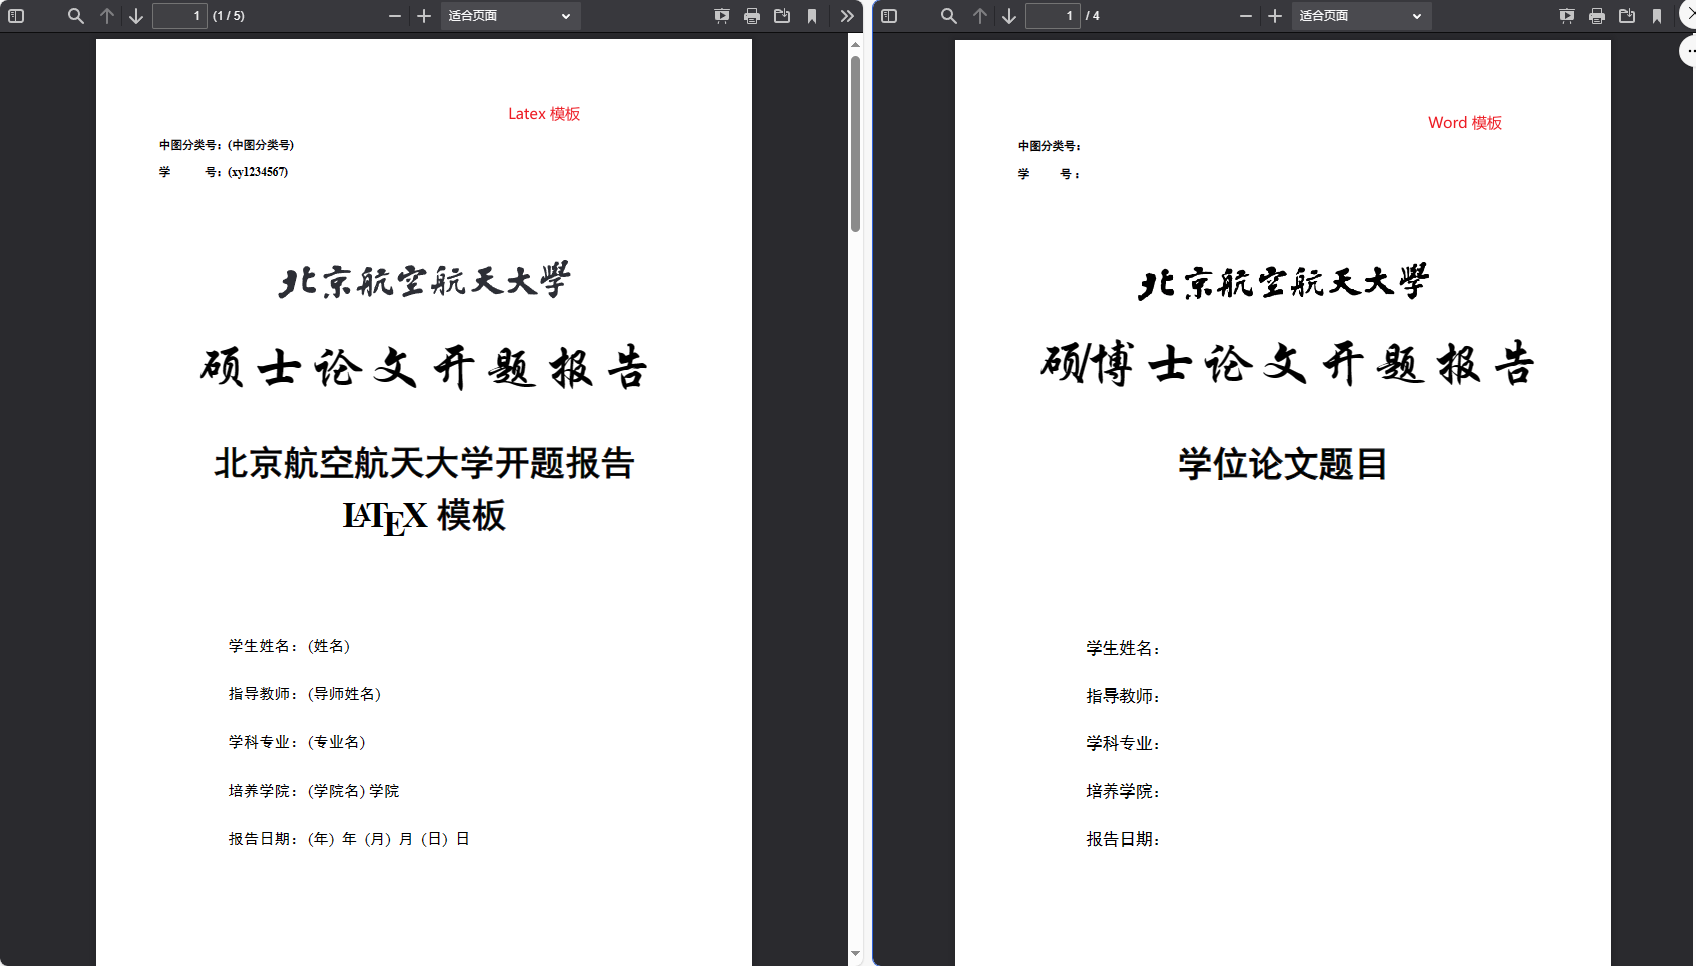 1 (1 / 5) 适合页面
Latex 模板
中图分类号：(中图分类号)
学 号：(xy1234567)
北京航空航天大學
硕士论文开题报告
北京航空航天大学开题报告
LATEX 模板
学生姓名： (姓名)
指导教师： (导师姓名)
学科专业： (专业名)
培养学院： (学院名) 学院
报告日期： (年) 年 (月) 月 (日) 日
1 / 4 适合页面
Word 模板
中图分类号：
学 号：
北京航空航天大學
硕/博士论文开题报告
学位论文题目
学生姓名：
指导教师：
学科专业：
培养学院：
报告日期：